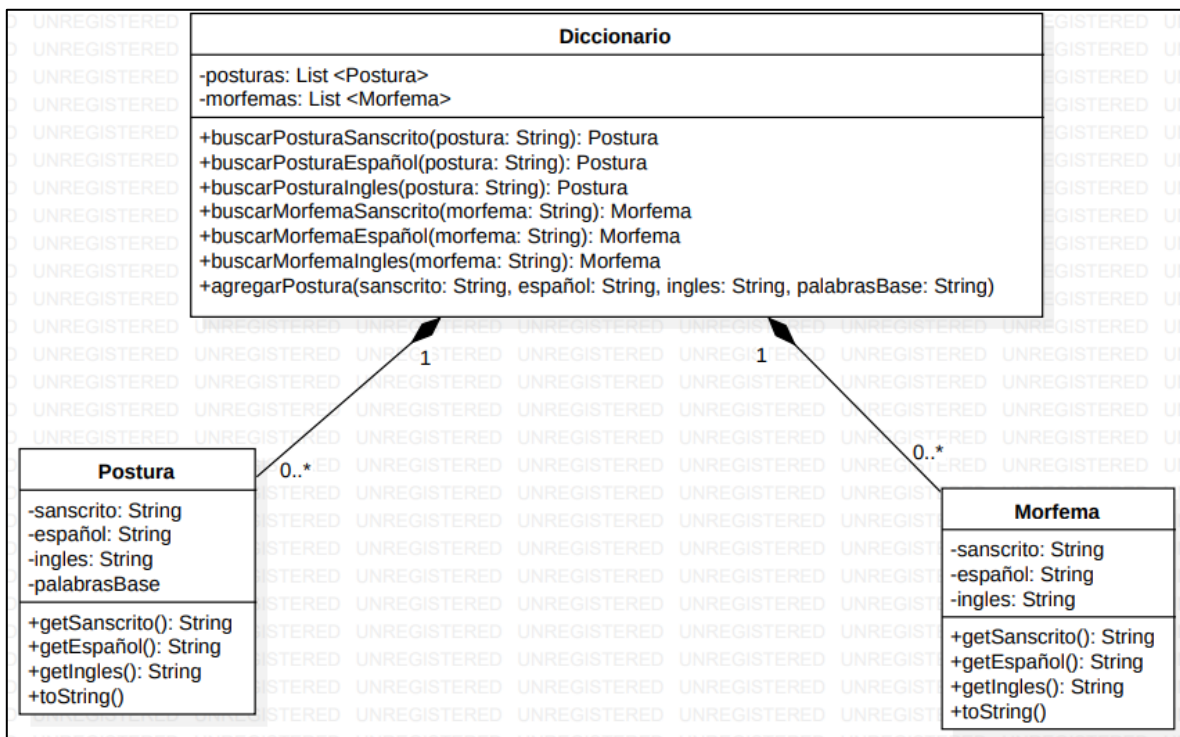 Diccionario
-posturas: List <Postura>
-morfemas: List <Morfema>
+buscarPosturaSanscrito(postura: String): Postura
+buscarPosturaEspañol(postura: String): Postura
+buscarPosturaIngles(postura: String): Postura
+buscarMorfemaSanscrito(morfema: String): Morfema
+buscarMorfemaEspañol(morfema: String): Morfema
+buscarMorfemaIngles(morfema: String): Morfema
+agregarPostura(sanscrito: String, español: String, ingles: String, palabrasBase: String)
1
1
0..*
0..*
Postura
-sanscrito: String
-español: String
-ingles: String
-palabrasBase
+getSanscrito(): String
+getEspañol(): String
+getIngles(): String
+toString()
Morfema
-sanscrito: String
-español: String
-ingles: String
+getSanscrito(): String
+getEspañol(): String
+getIngles(): String
+toString()
UNREGISTERED